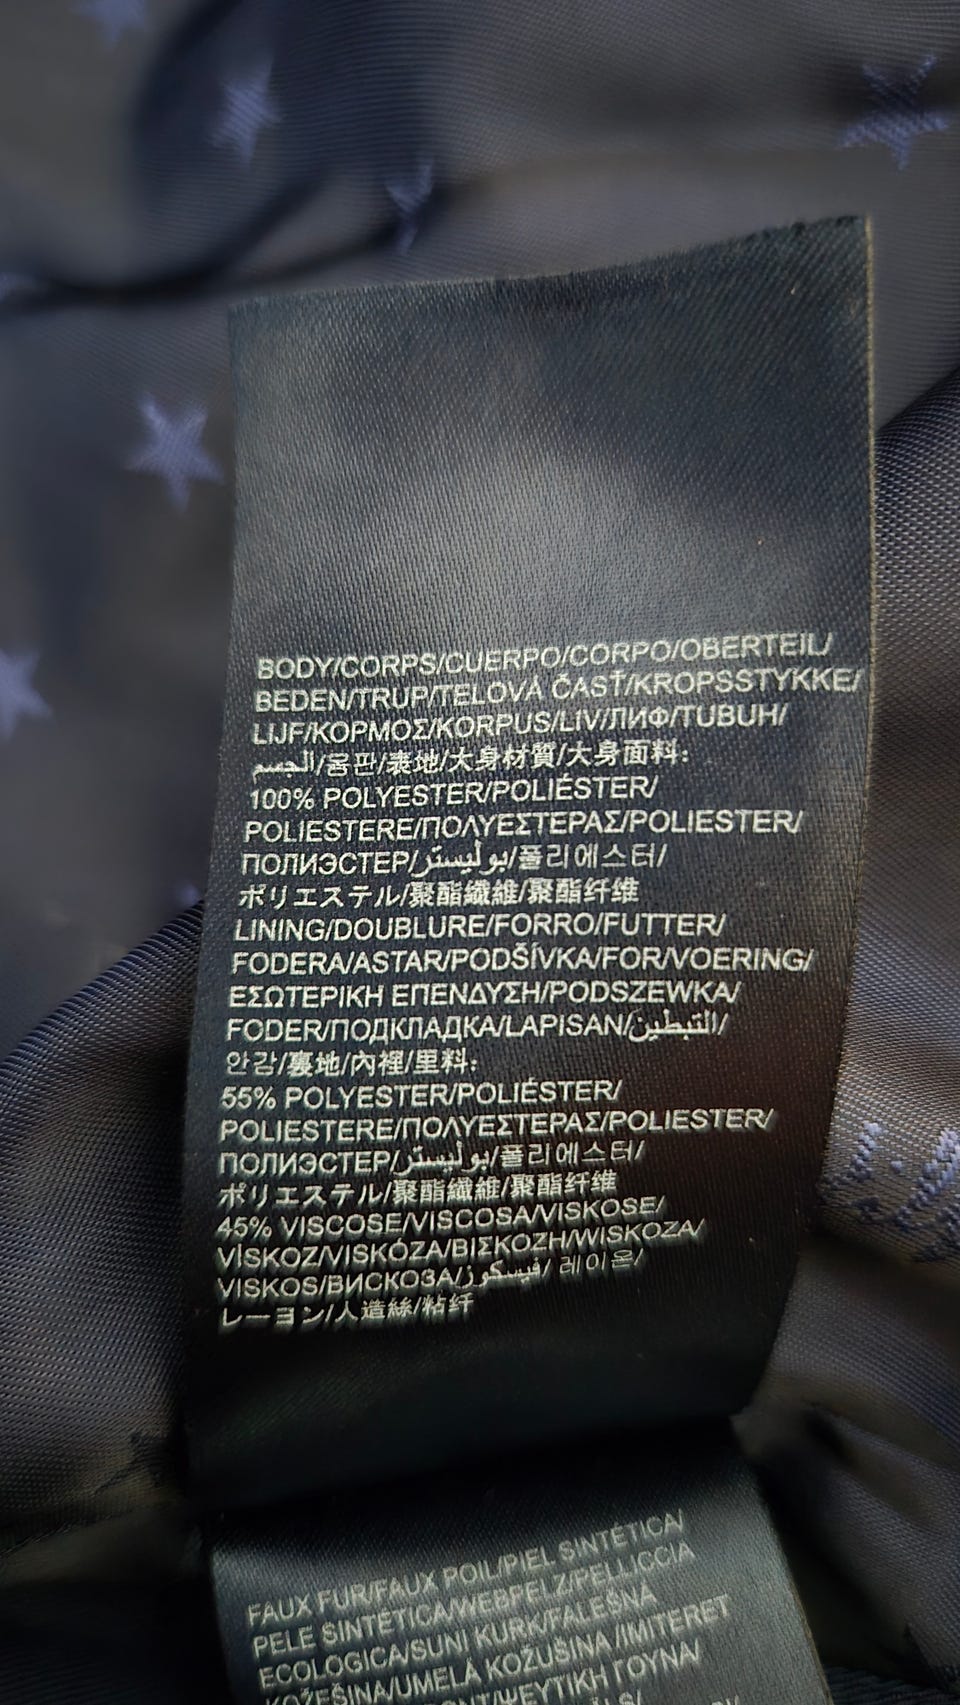 BODY/CORPS/CUERPO/CORPO/OBERTEIL/
BEDEN/TRUP/TELOVÁ ČASŤ/KROPSSTYKKE/
LIJF/ΚΟΡΜΟΣ/KORPUS/LIV/ЛИФ/TUBUH/
الجسم/몸판/表地/大身材質/大身面料:
100% POLYESTER/POLIÉSTER/
POLIESTERE/ΠΟΛΥΕΣΤΕΡΑΣ/POLIESTER/
ПОЛИЭСТЕР/بوليستر/폴리에스터/
ポリエステル/聚酯纖維/聚酯纤维
LINING/DOUBLURE/FORRO/FUTTER/
FODERA/ASTAR/PODŠÍVKA/FOR/VOERING/
ΕΣΩΤΕΡΙΚΗ ΕΠΕΝΔΥΣΗ/PODSZEWKA/
FODER/ПОДКЛАДКА/LAPISAN/التبطين/
안감/裏地/內裡/里料:
55% POLYESTER/POLIÉSTER/
POLIESTERE/ΠΟΛΥΕΣΤΕΡΑΣ/POLIESTER/
ПОЛИЭСТЕР/بوليستر/폴리에스터/
ポリエステル/聚酯纖維/聚酯纤维
45% VISCOSE/VISCOSA/VISKOSE/
VİSKOZ/VISKÓZA/ΒΙΣΚΟΖΗ/WISKOZA/
VISKOS/ВИСКОЗА/فيسكوز/ 레이온/
レーヨン/人造絲/粘纤
FAUX FUR/FAUX POIL/PIEL SINTÉTICA/
PELE SINTÉTICA/WEBPELZ/PELLICCIA
ECOLOGICA/SUNI KURK/FALEŠNÁ
KOŽEŠINA/UMELÁ KOŽUŠINA /IMITERET
ΨΕΥΤΙΚΗ ΓΟΥΝΑ/